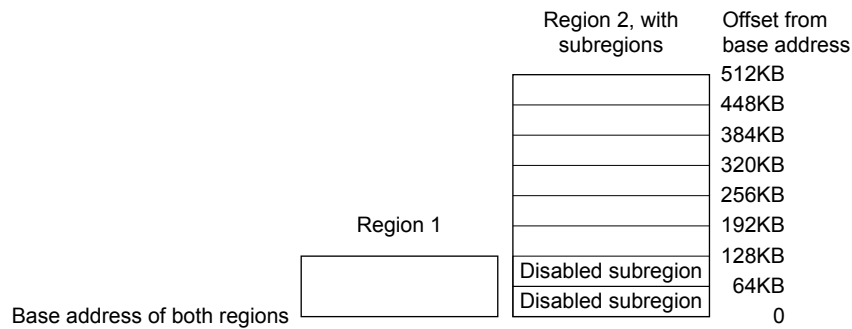 Region 2, with subregions
Offset from base address
512KB
448KB
384KB
320KB
256KB
Region 1
192KB
128KB
Disabled subregion
64KB
Disabled subregion
Base address of both regions
0